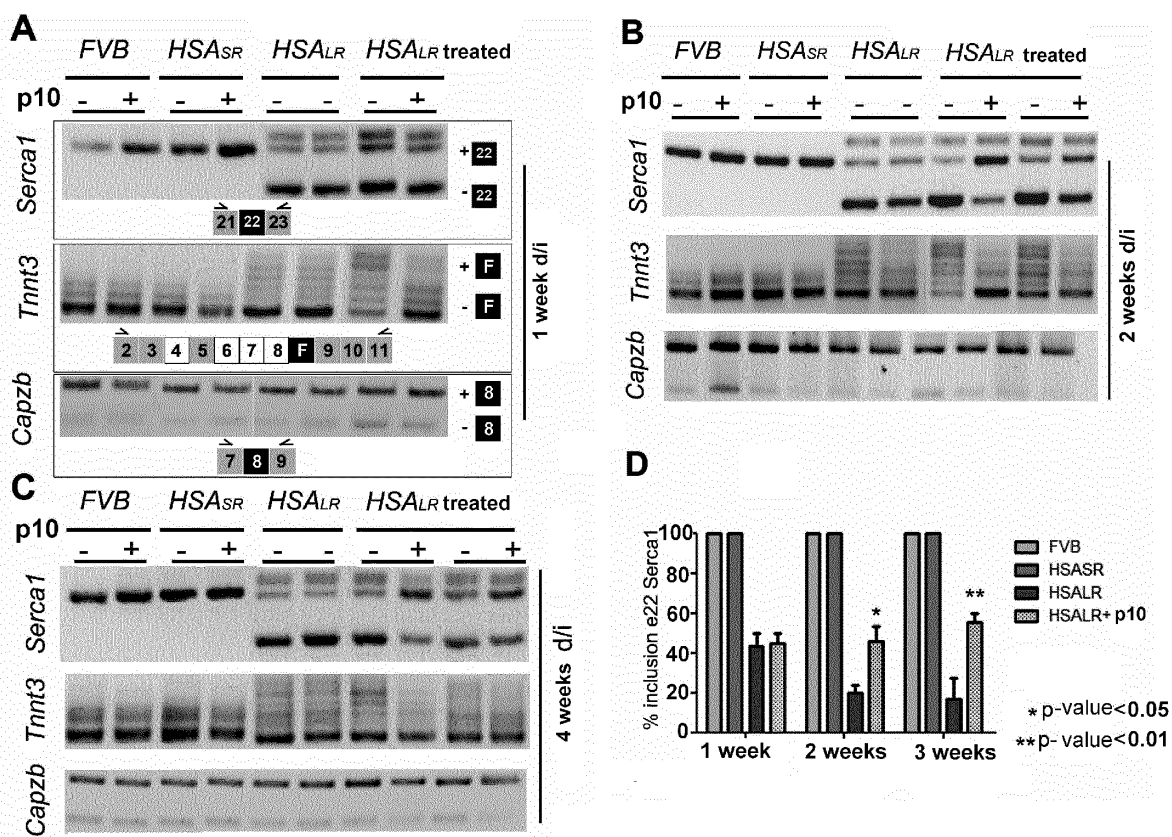 A
FVB HSASR HSALR HSALR treated
p10 - + - + - - - +
Serca1
+ 22
- 22
21 22 23
Tnnt3
+ F
- F
2 3 4 5 6 7 8 F 9 10 11
Capzb
+ 8
- 8
7 8 9
1 week d/i
B
FVB HSASR HSALR HSALR treated
p10 - + - + - - - + - +
Serca1
Tnnt3
Capzb
2 weeks d/i
C
FVB HSASR HSALR HSALR treated
p10 - + - + - - - + - +
Serca1
Tnnt3
Capzb
4 weeks d/i
D
% inclusion e22 Serca1
100
80
60
40
20
0
* **
1 week 2 weeks 3 weeks
FVB
HSASR
HSALR
HSALR+ p10
* p-value<0.05
**p- value<0.01